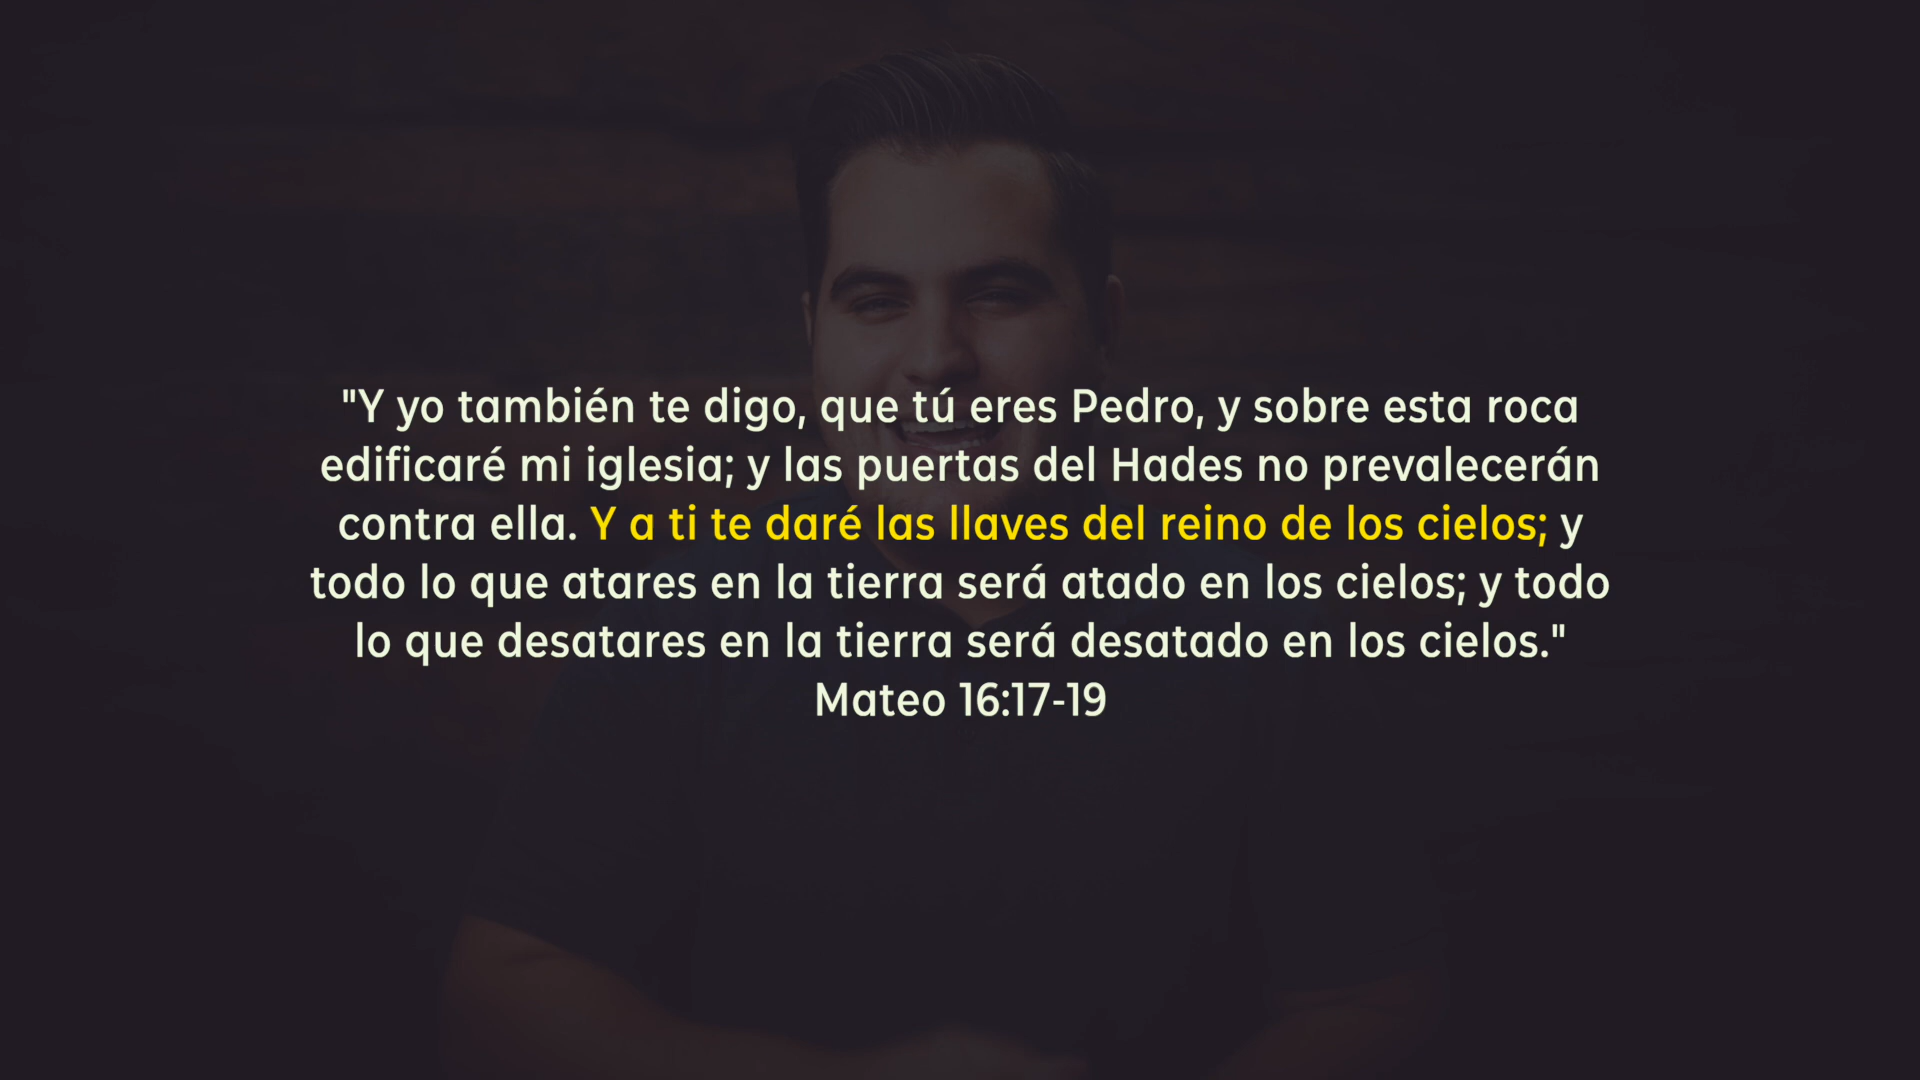 "Y yo también te digo, que tú eres Pedro, y sobre esta roca
edificaré mi iglesia; y las puertas del Hades no prevalecerán
contra ella. Y a ti te daré las llaves del reino de los cielos; y
todo lo que atares en la tierra será atado en los cielos; y todo
lo que desatares en la tierra será desatado en los cielos."
Mateo 16:17-19